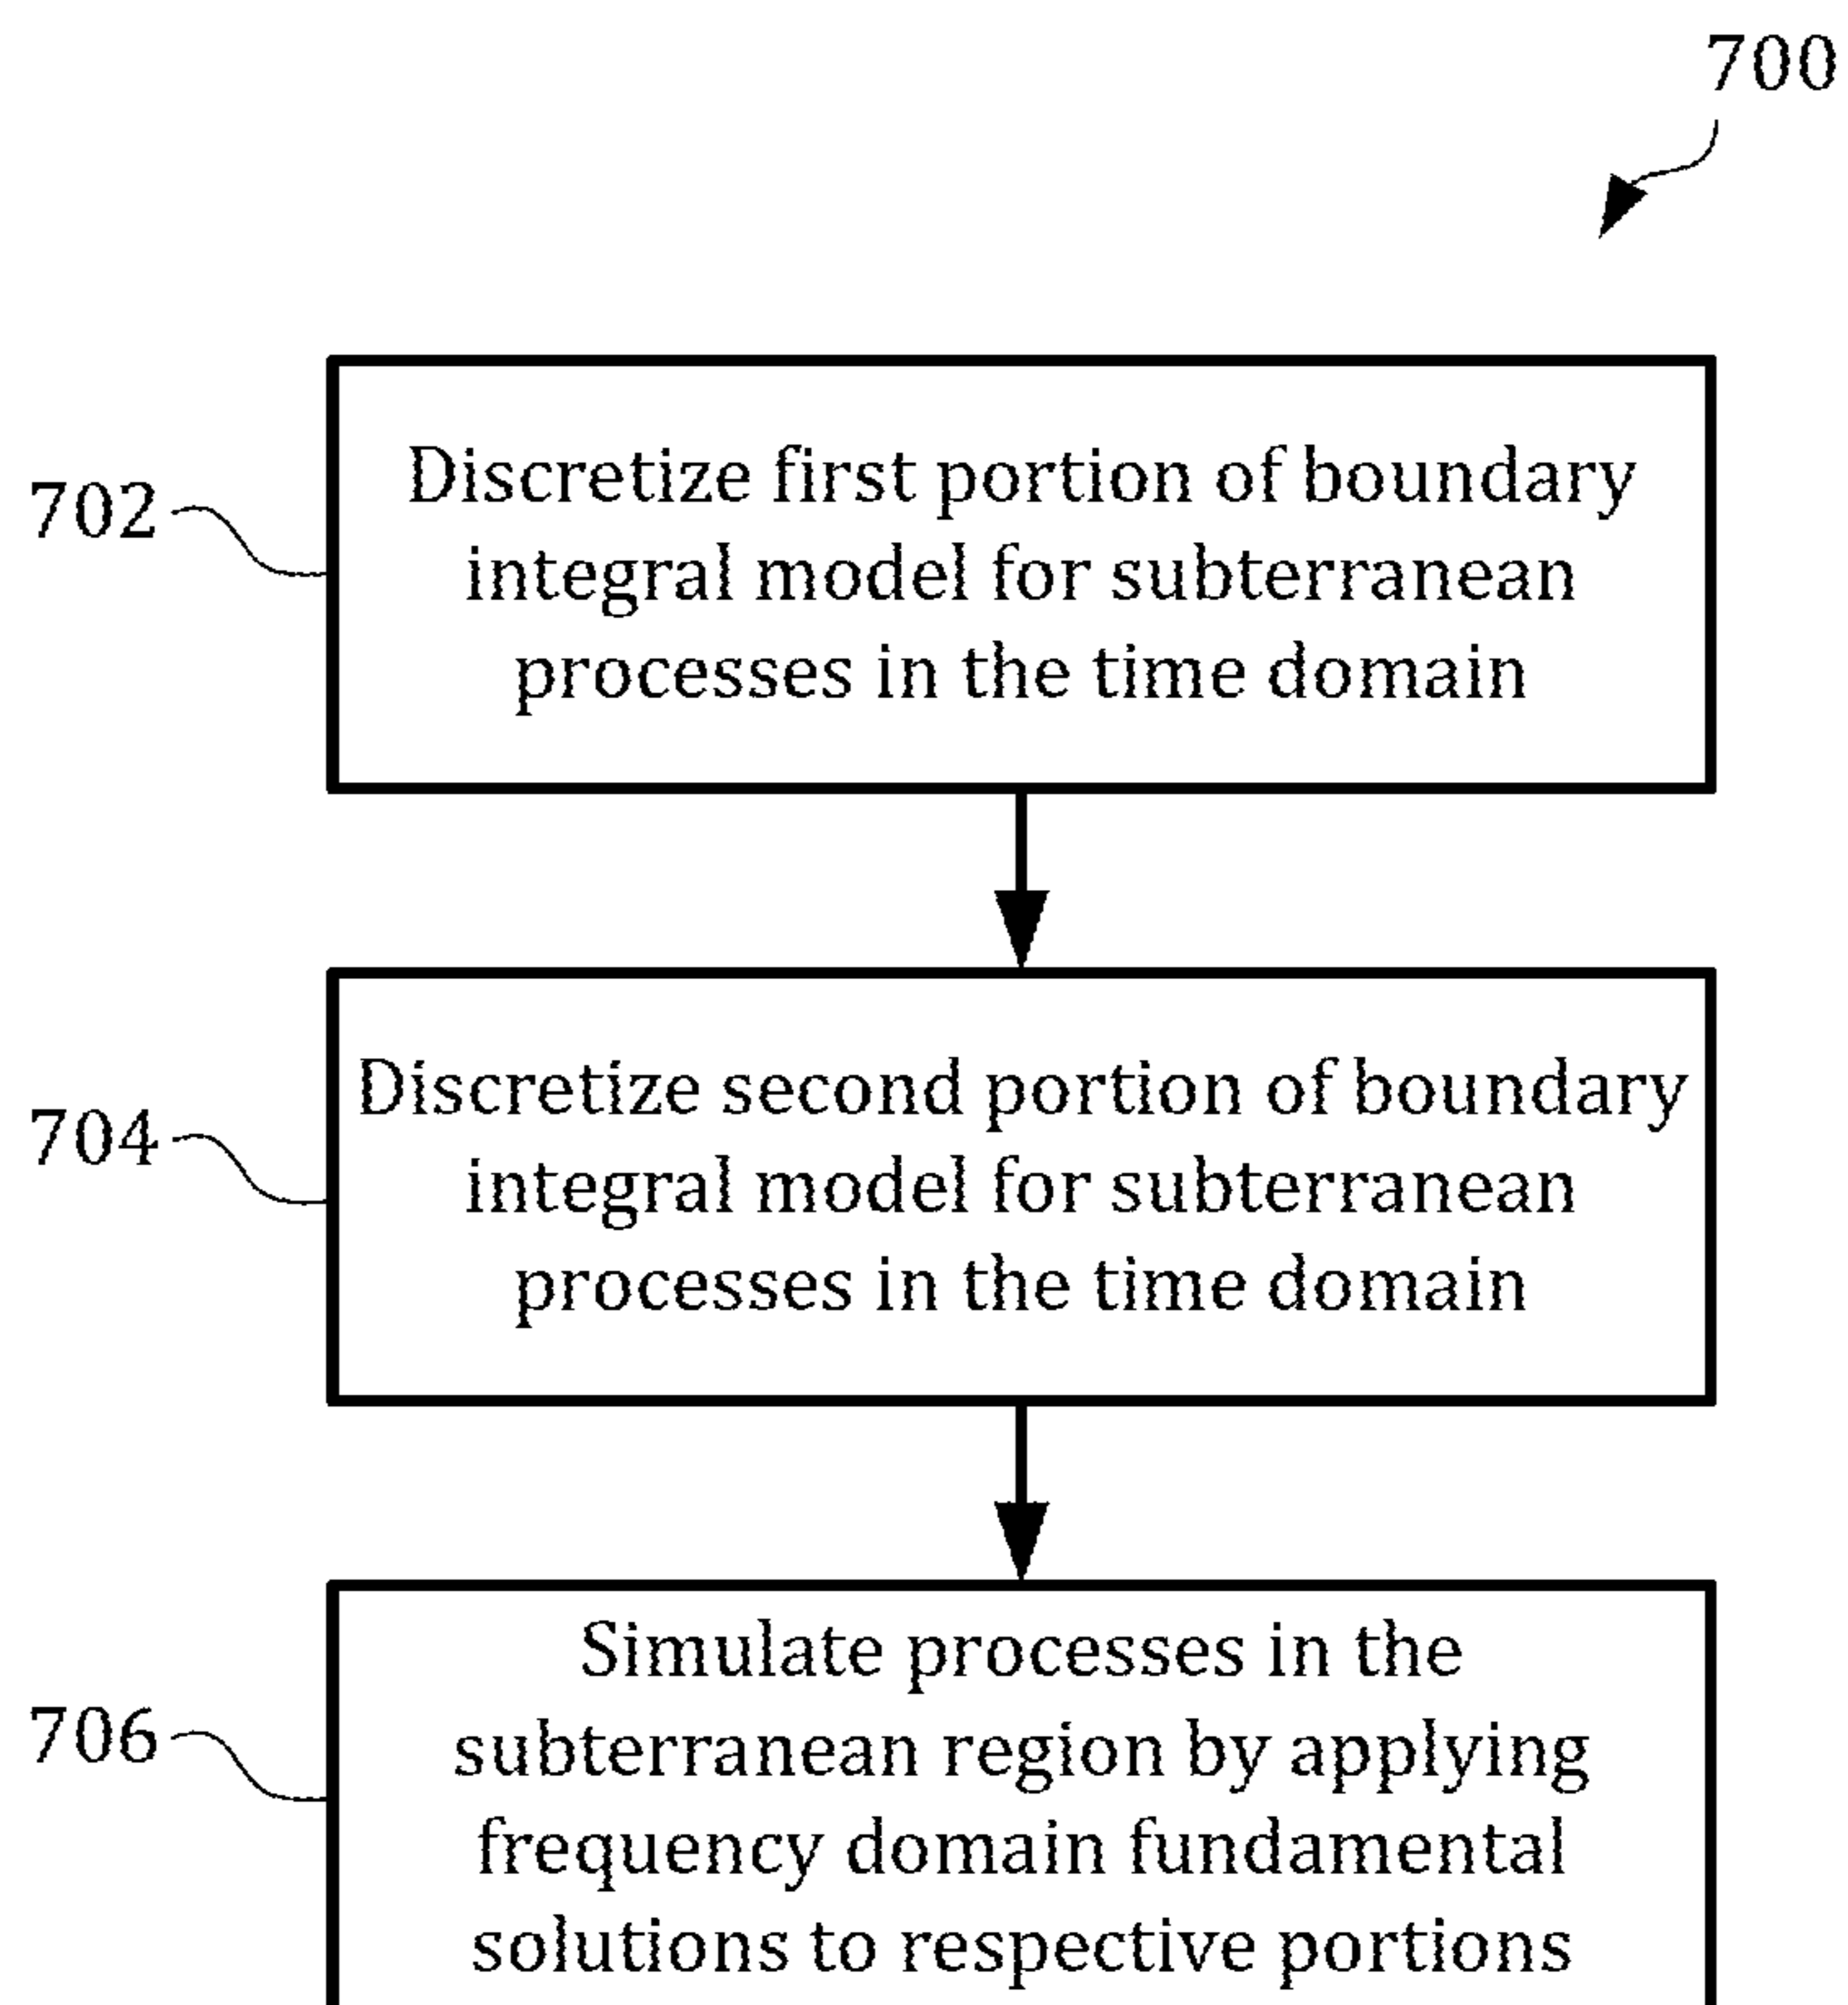 700
702
Discretize first portion of boundary
integral model for subterranean
processes in the time domain
704
Discretize second portion of boundary
integral model for subterranean
processes in the time domain
706
Simulate processes in the
subterranean region by applying
frequency domain fundamental
solutions to respective portions